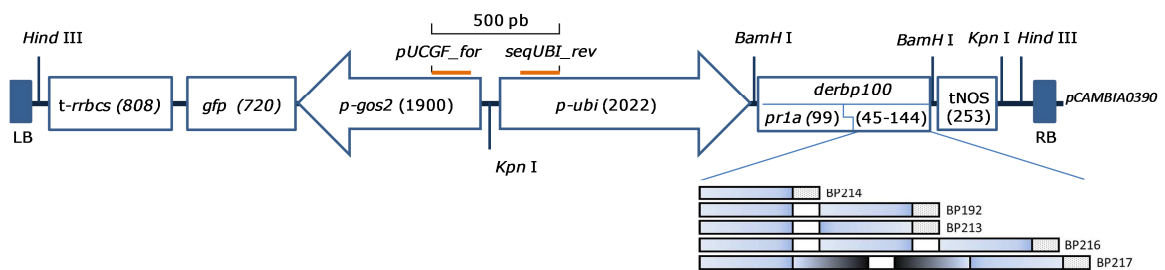 500 pb
Hind III
pUCGF_for
seqUBI_rev
BamH I
BamH I
Kpn I
Hind III
t-rrbcs (808)
gfp (720)
p-gos2 (1900)
p-ubi (2022)
derbp100
pr1a (99)
(45-144)
tNOS
(253)
pCAMBIA0390
LB
RB
Kpn I
BP214
BP192
BP213
BP216
BP217